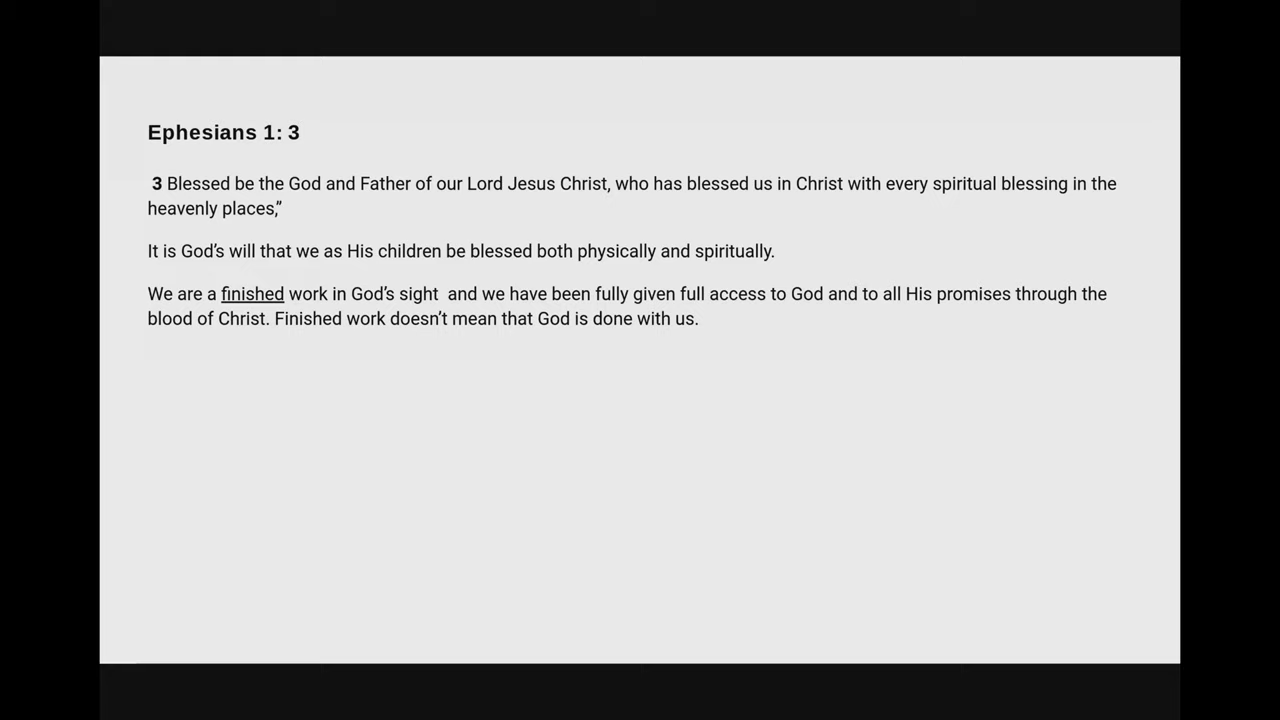 Ephesians 1: 3
3 Blessed be the God and Father of our Lord Jesus Christ, who has blessed us in Christ with every spiritual blessing in the
heavenly places,”
It is God’s will that we as His children be blessed both physically and spiritually.
We are a finished work in God’s sight  and we have been fully given full access to God and to all His promises through the
blood of Christ. Finished work doesn’t mean that God is done with us.